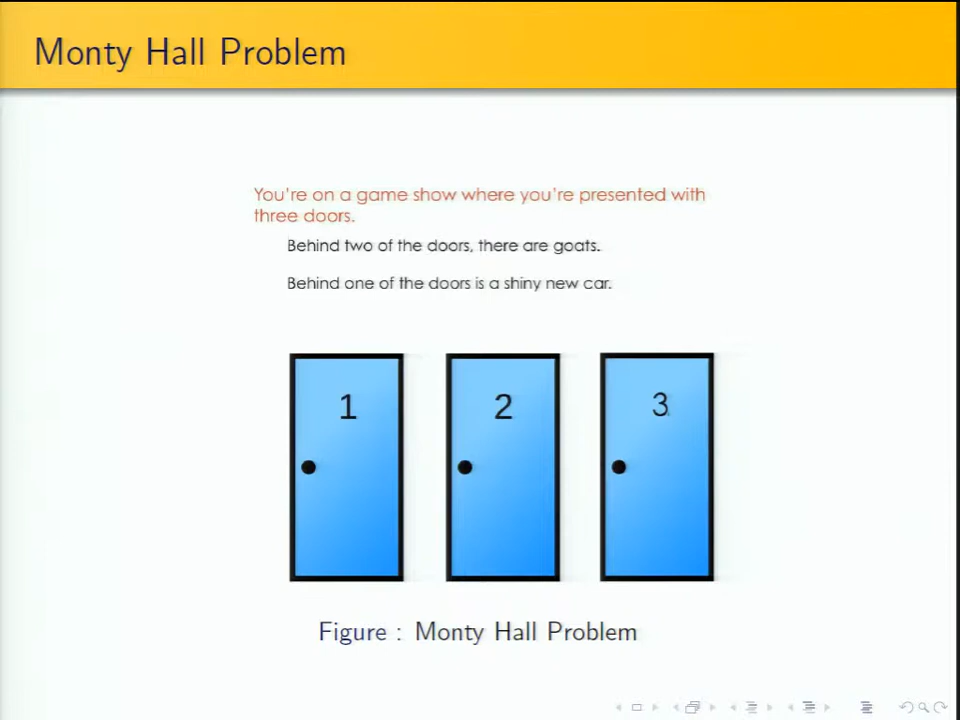 Monty Hall Problem
You're on a game show where you're presented with
three doors.
Behind two of the doors, there are goats.
Behind one of the doors is a shiny new car.
1 2 3
Figure : Monty Hall Problem